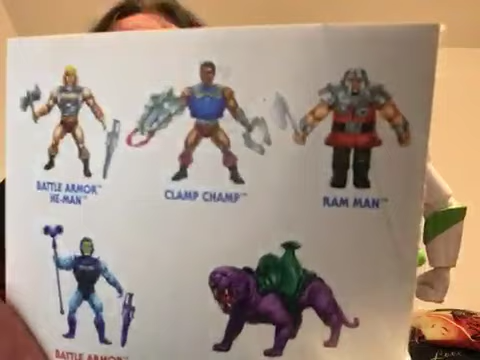 BATTLE ARMOR™
HE-MAN™
CLAMP CHAMP™
RAM MAN™
BATTLE ARMOR™